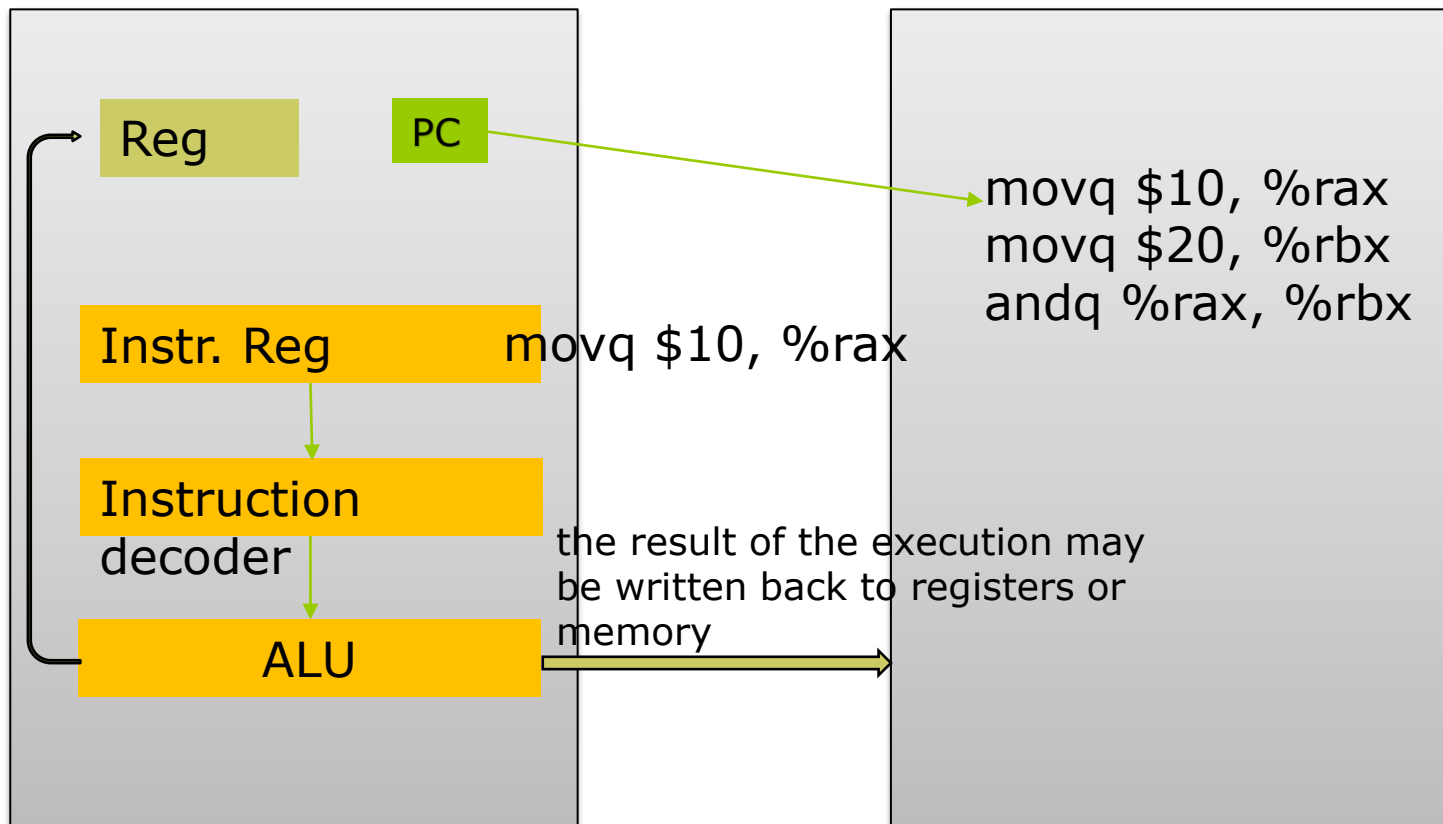 Reg
PC
movq $10, %rax
movq $20, %rbx
andq %rax, %rbx
Instr. Reg
movq $10, %rax
Instruction
decoder
the result of the execution may
be written back to registers or
memory
ALU